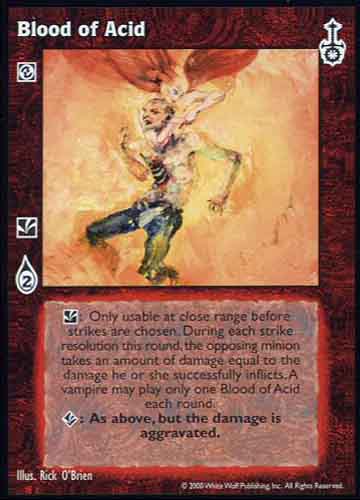 Blood of Acid
2
: Only usable at close range before
strikes are chosen. During each strike
resolution this round, the opposing minion
takes an amount of damage equal to the
damage he or she successfully inflicts. A
vampire may play only one Blood of Acid
each round.
: As above, but the damage is
aggravated.
Illus. Rick O'Brien
© 2000 White Wolf Publishing, Inc. All Rights Reserved.